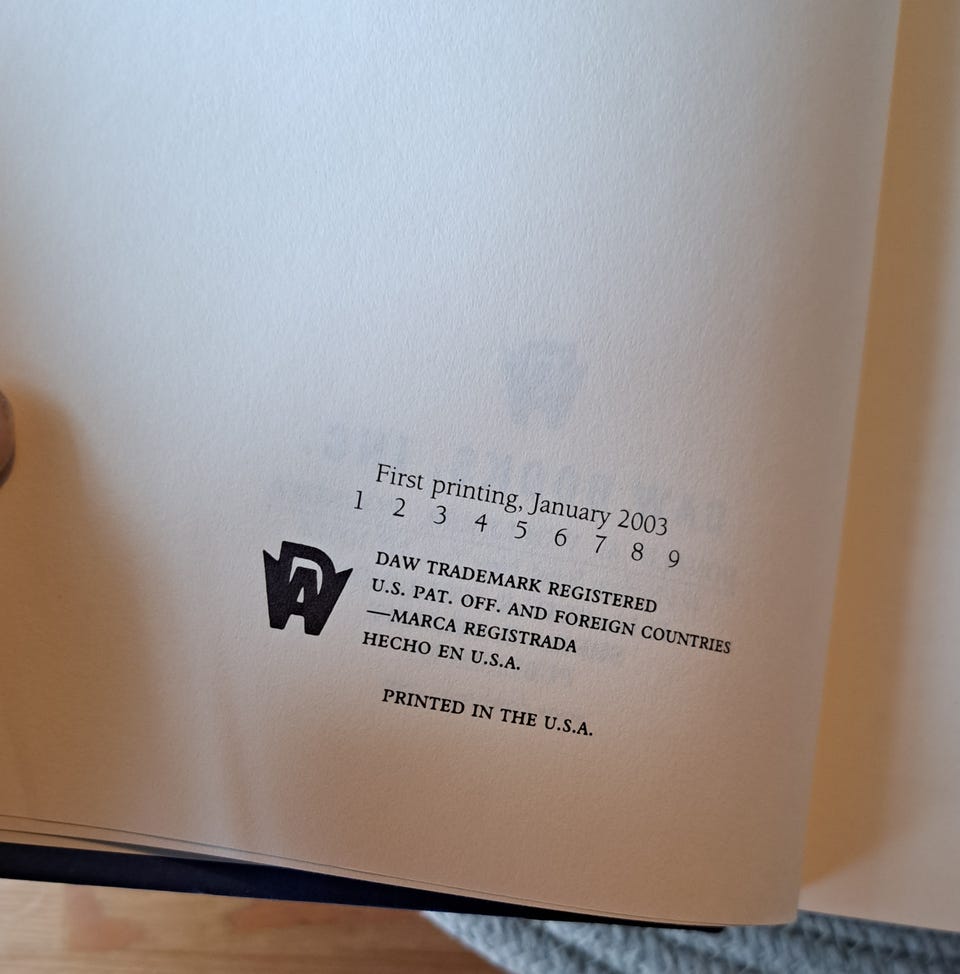 First printing, January 2003
1 2 3 4 5 6 7 8 9
DAW
DAW TRADEMARK REGISTERED
U.S. PAT. OFF. AND FOREIGN COUNTRIES
—MARCA REGISTRADA
HECHO EN U.S.A.
PRINTED IN THE U.S.A.